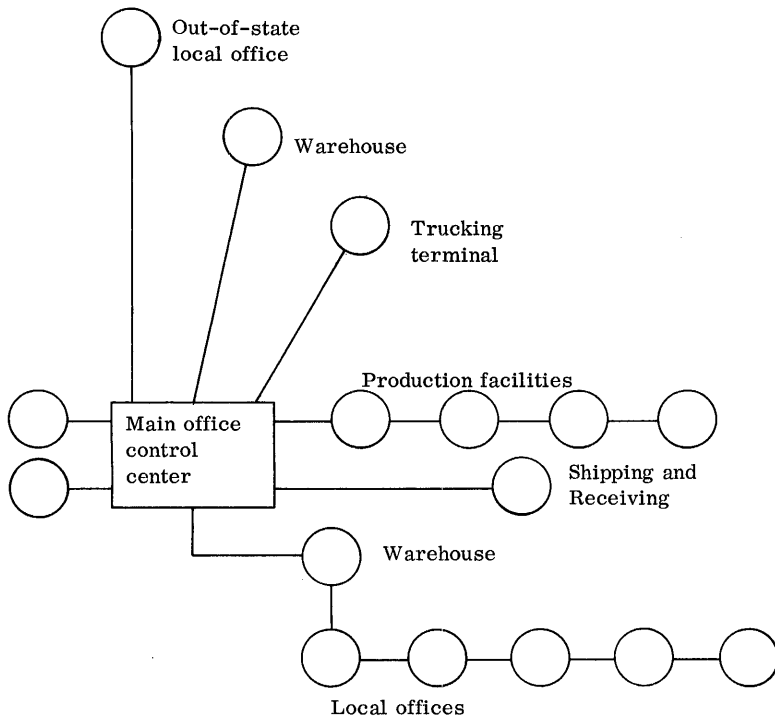 Out-of-state
local office
Warehouse
Trucking
terminal
Production facilities
Main office
control
center
Shipping and
Receiving
Warehouse
Local offices